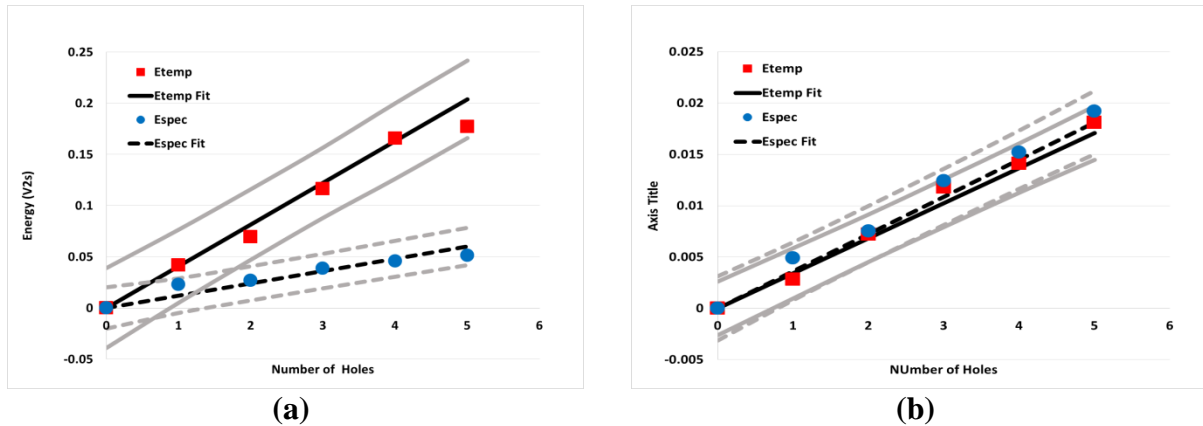 0.25
0.2
0.15
0.1
0.05
0
-0.05
Energy (V2s)
Etemp
Etemp Fit
Espec
Espec Fit
0 1 2 3 4 5 6
Number of Holes
(a)
0.025
0.02
0.015
0.01
0.005
0
-0.005
Axis Title
Etemp
Etemp Fit
Espec
Espec Fit
0 1 2 3 4 5 6
NUmber of Holes
(b)